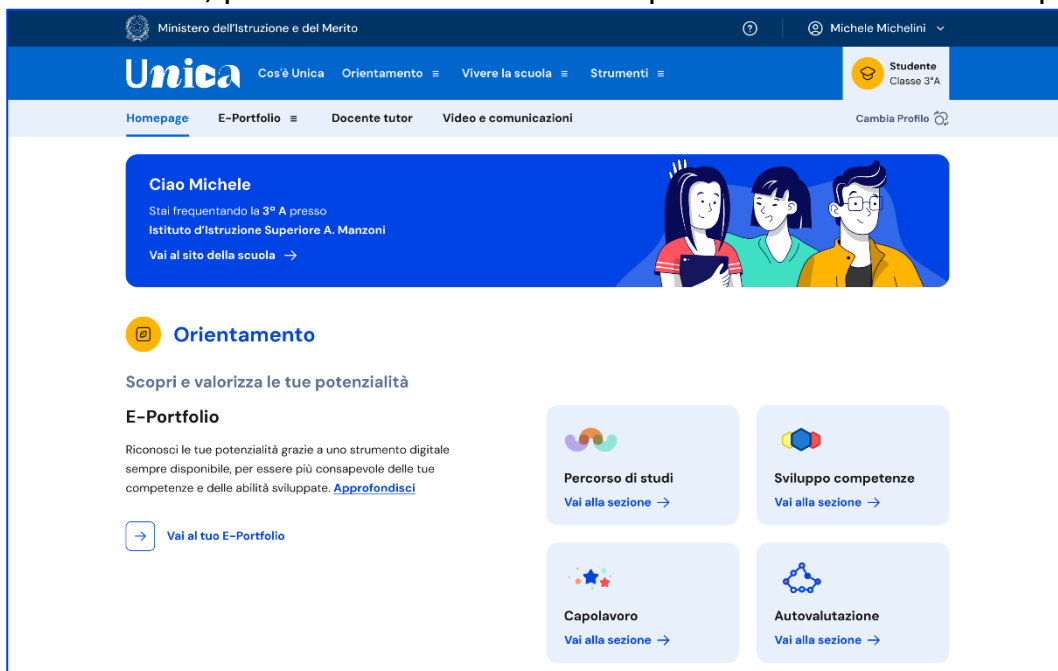 Ministero dell'Istruzione e del Merito
Michele Michelini
Unica
Cos'è Unica Orientamento Vivere la scuola Strumenti
Studente
Classe 3ªA
Homepage E-Portfolio Docente tutor Video e comunicazioni
Cambia Profilo
Ciao Michele
Stai frequentando la 3ª A presso
Istituto d'Istruzione Superiore A. Manzoni
Vai al sito della scuola →
Orientamento
Scopri e valorizza le tue potenzialità
E-Portfolio
Riconosci le tue potenzialità grazie a uno strumento digitale
sempre disponibile, per essere più consapevole delle tue
competenze e delle abilità sviluppate. Approfondisci
→ Vai al tuo E-Portfolio
Percorso di studi
Vai alla sezione →
Sviluppo competenze
Vai alla sezione →
Capolavoro
Vai alla sezione →
Autovalutazione
Vai alla sezione →